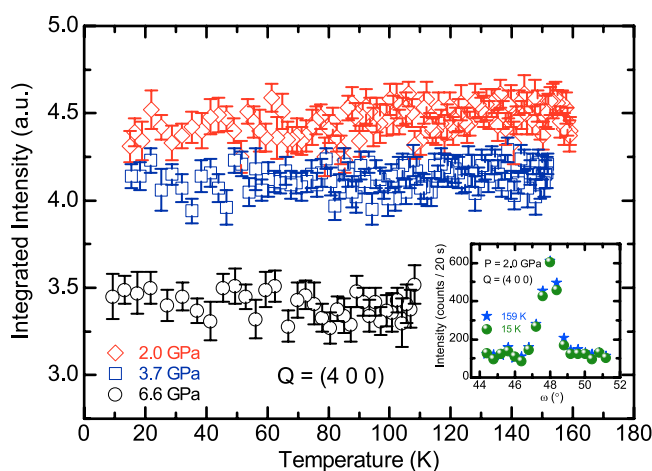 5.0
4.5
4.0
3.5
3.0
Integrated Intensity (a.u.)
0 20 40 60 80 100 120 140 160 180
Temperature (K)
2.0 GPa
3.7 GPa
6.6 GPa
Q = (4 0 0)
600
400
200
0
Intensity (counts / 20 s)
P = 2.0 GPa
Q = (4 0 0)
159 K
15 K
44 46 48 50 52
ω (°)